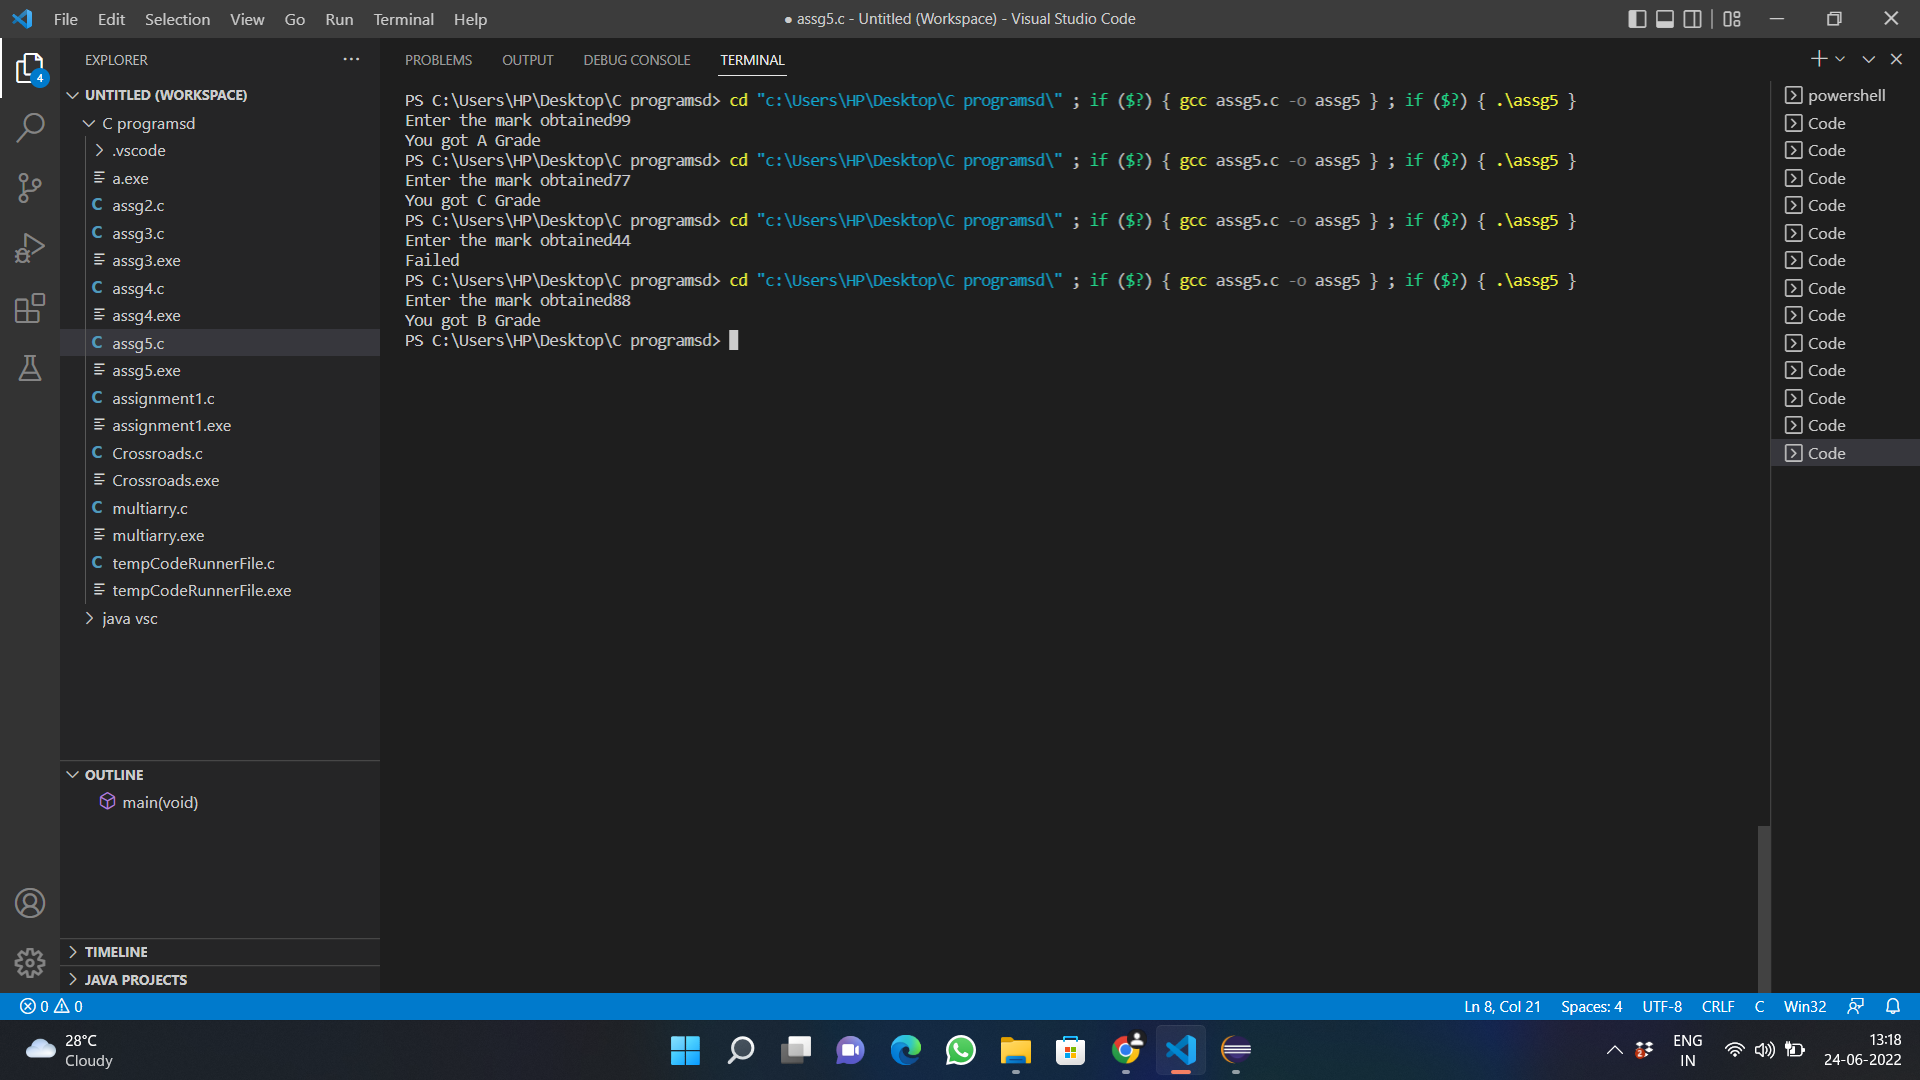 File Edit Selection View Go Run Terminal Help
● assg5.c - Untitled (Workspace) - Visual Studio Code
EXPLORER
4
UNTITLED (WORKSPACE)
C programsd
.vscode
a.exe
C assg2.c
C assg3.c
assg3.exe
C assg4.c
assg4.exe
C assg5.c
assg5.exe
C assignment1.c
assignment1.exe
C Crossroads.c
Crossroads.exe
C multiarry.c
multiarry.exe
C tempCodeRunnerFile.c
tempCodeRunnerFile.exe
java vsc
OUTLINE
main(void)
TIMELINE
JAVA PROJECTS
PROBLEMS OUTPUT DEBUG CONSOLE TERMINAL
PS C:\Users\HP\Desktop\C programsd> cd "c:\Users\HP\Desktop\C programsd\" ; if ($?) { gcc assg5.c -o assg5 } ; if ($?) { .\assg5 }
Enter the mark obtained99
You got A Grade
PS C:\Users\HP\Desktop\C programsd> cd "c:\Users\HP\Desktop\C programsd\" ; if ($?) { gcc assg5.c -o assg5 } ; if ($?) { .\assg5 }
Enter the mark obtained77
You got C Grade
PS C:\Users\HP\Desktop\C programsd> cd "c:\Users\HP\Desktop\C programsd\" ; if ($?) { gcc assg5.c -o assg5 } ; if ($?) { .\assg5 }
Enter the mark obtained44
Failed
PS C:\Users\HP\Desktop\C programsd> cd "c:\Users\HP\Desktop\C programsd\" ; if ($?) { gcc assg5.c -o assg5 } ; if ($?) { .\assg5 }
Enter the mark obtained88
You got B Grade
PS C:\Users\HP\Desktop\C programsd>
powershell
Code
Code
Code
Code
Code
Code
Code
Code
Code
Code
Code
Code
Code
0 0
Ln 8, Col 21 Spaces: 4 UTF-8 CRLF C Win32
28°C
Cloudy
2
ENG
IN
13:18
24-06-2022